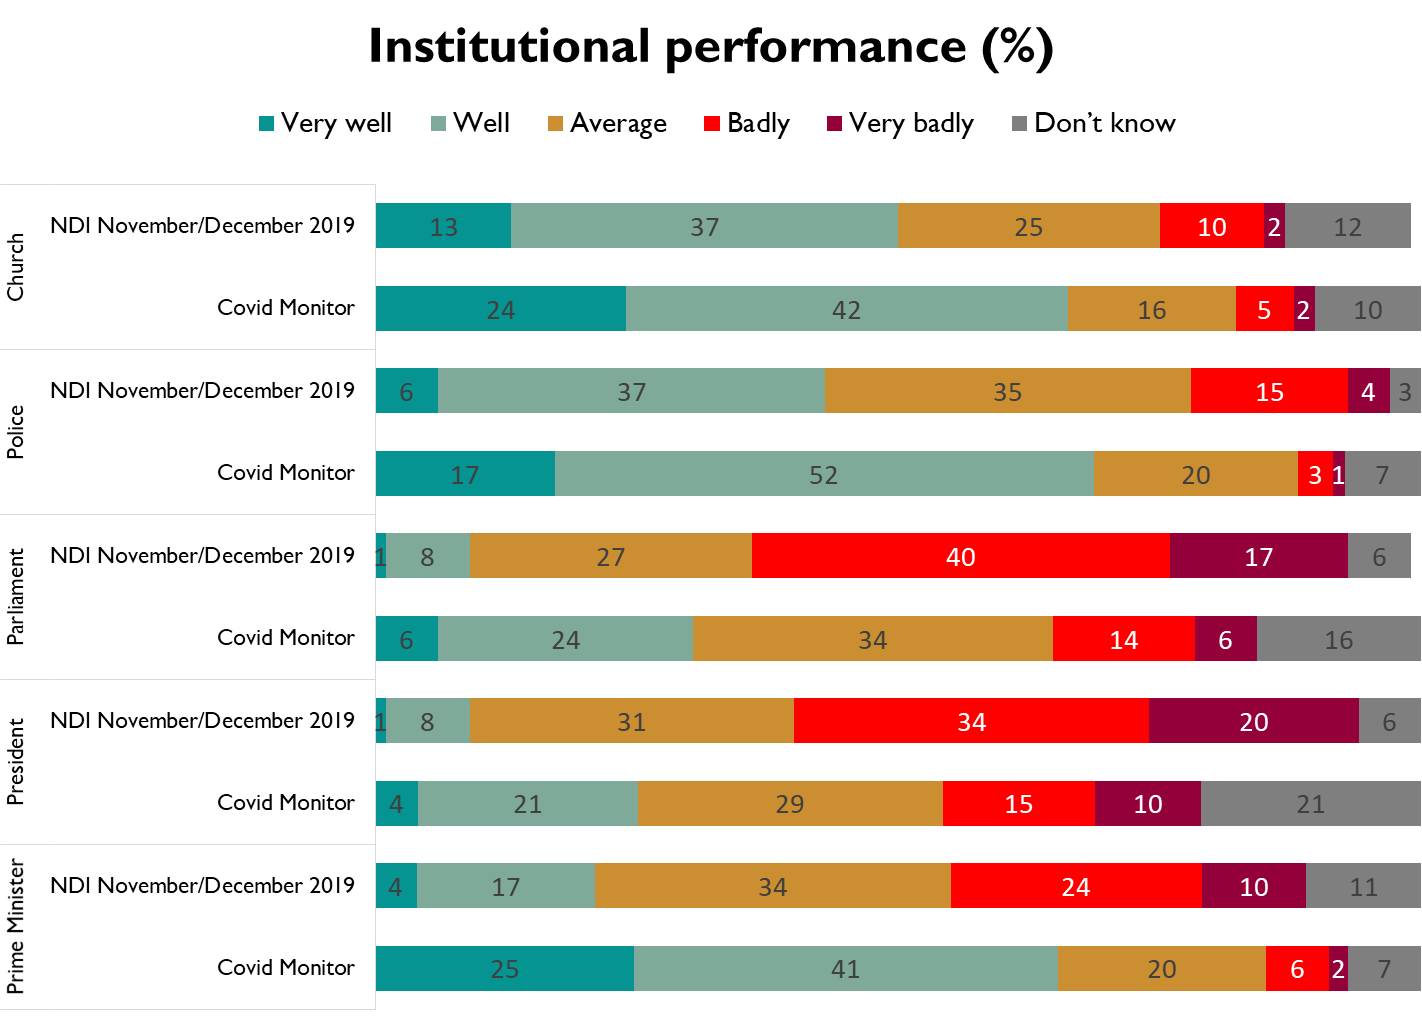 Institutional performance (%)
Very well Well Average Badly Very badly Don’t know
Church
NDI November/December 2019 13 37 25 10 2 12
Covid Monitor 24 42 16 5 2 10
Police
NDI November/December 2019 6 37 35 15 4 3
Covid Monitor 17 52 20 3 1 7
Parliament
NDI November/December 2019 1 8 27 40 17 6
Covid Monitor 6 24 34 14 6 16
President
NDI November/December 2019 1 8 31 34 20 6
Covid Monitor 4 21 29 15 10 21
Prime Minister
NDI November/December 2019 4 17 34 24 10 11
Covid Monitor 25 41 20 6 2 7